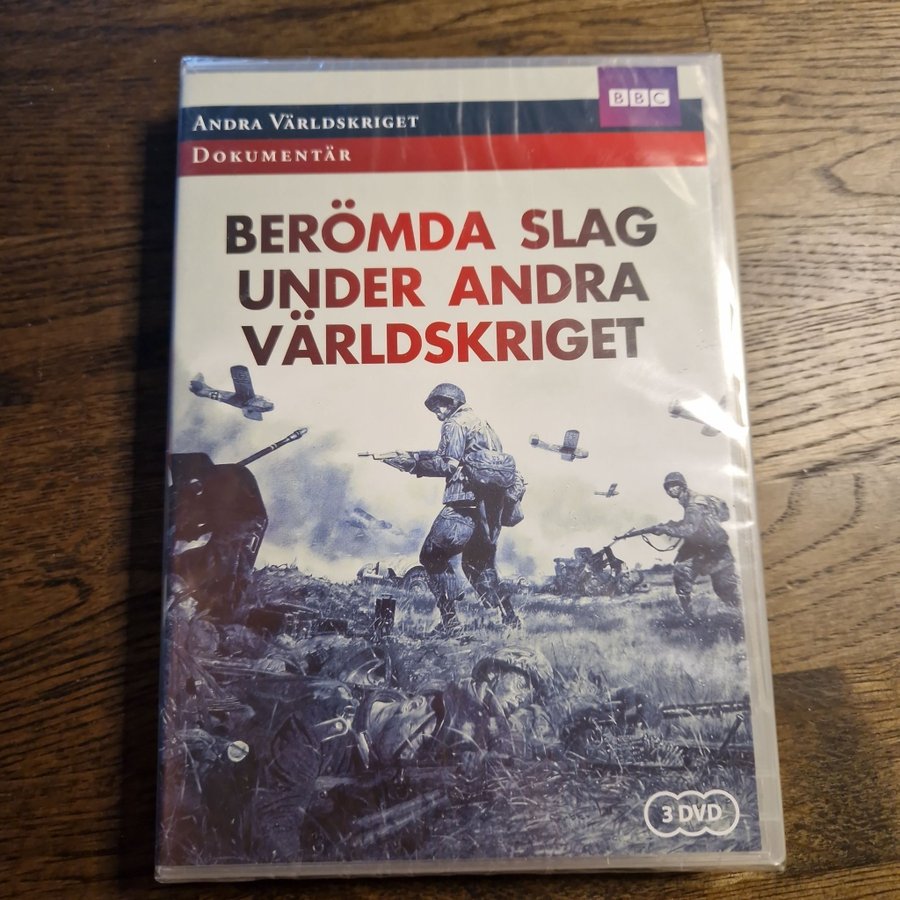 BBC
ANDRA VÄRLDSKRIGET
DOKUMENTÄR
BERÖMDA SLAG
UNDER ANDRA
VÄRLDSKRIGET
3 DVD